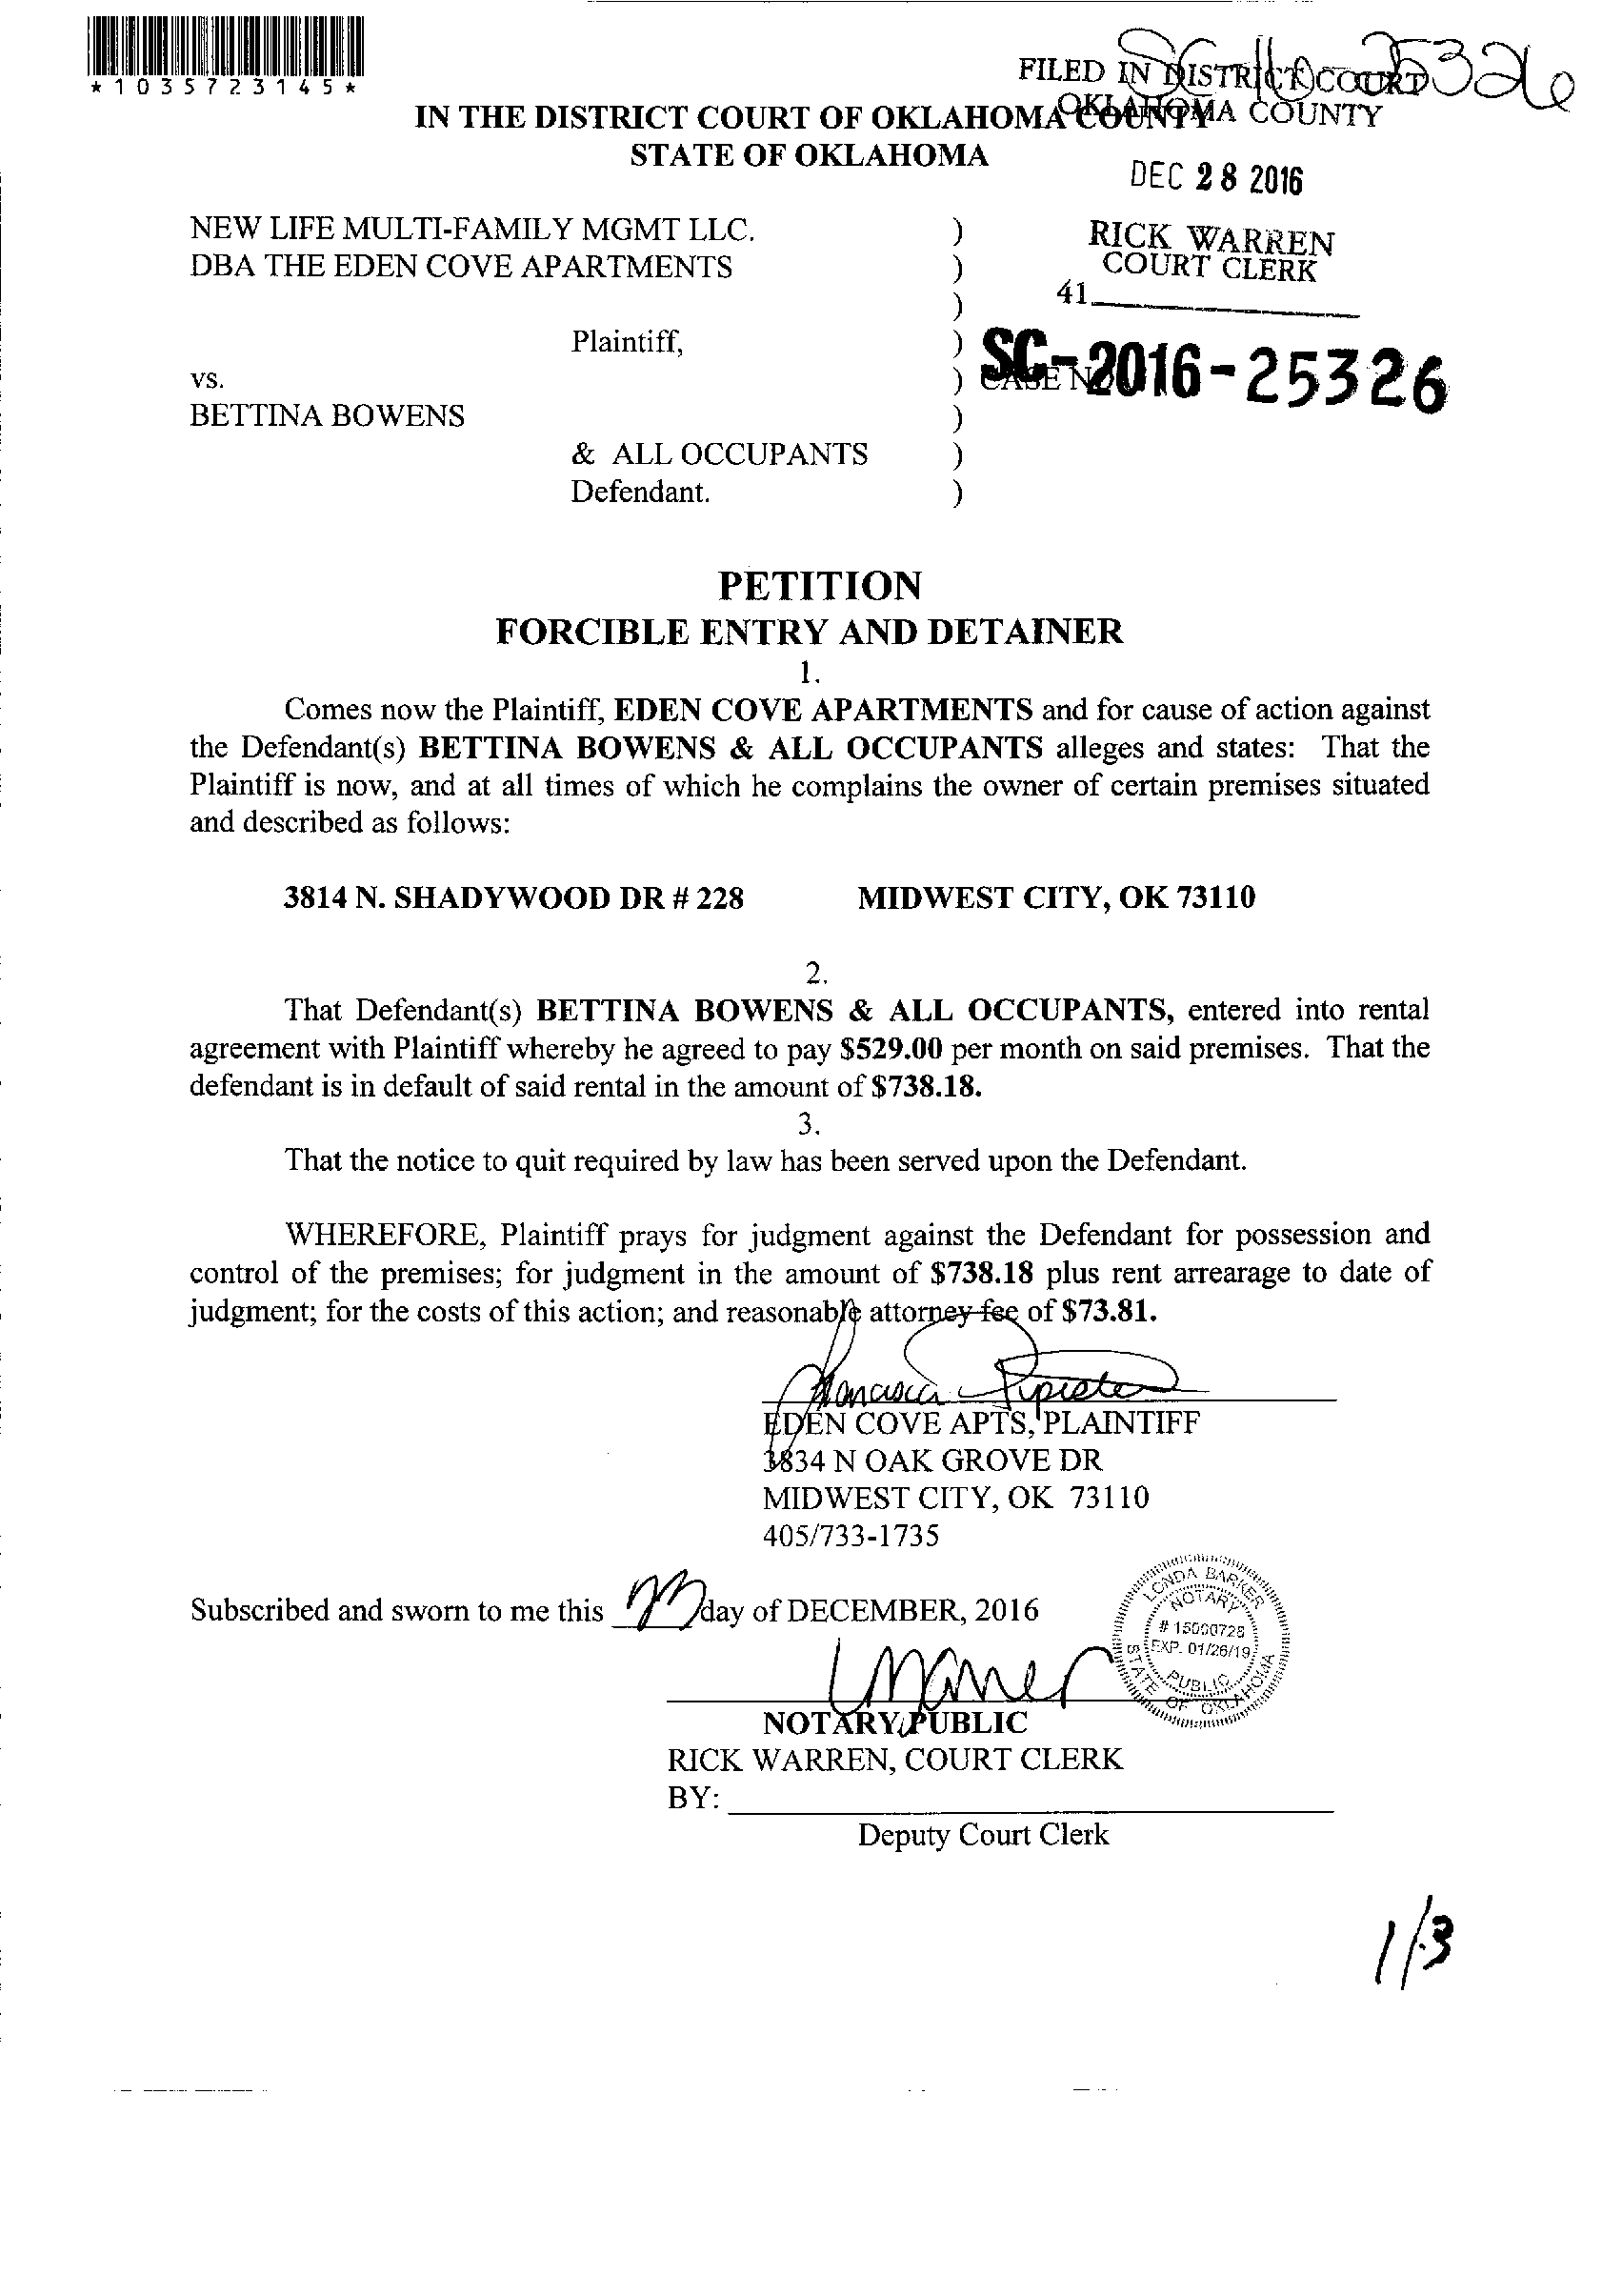 *1035723145*
SC-16-25326
FILED IN DISTRICT COURT
OKLAHOMA COUNTY
IN THE DISTRICT COURT OF OKLAHOMA COUNTY
STATE OF OKLAHOMA
DEC 28 2016
NEW LIFE MULTI-FAMILY MGMT LLC. )
DBA THE EDEN COVE APARTMENTS )
RICK WARREN
COURT CLERK
)
41
Plaintiff, )
SC-2016-25326
vs. ) CASE NO
BETTINA BOWENS )
& ALL OCCUPANTS )
Defendant. )
PETITION
FORCIBLE ENTRY AND DETAINER
1.
Comes now the Plaintiff, EDEN COVE APARTMENTS and for cause of action against
the Defendant(s) BETTINA BOWENS & ALL OCCUPANTS alleges and states: That the
Plaintiff is now, and at all times of which he complains the owner of certain premises situated
and described as follows:
3814 N. SHADYWOOD DR # 228 MIDWEST CITY, OK 73110
2.
That Defendant(s) BETTINA BOWENS & ALL OCCUPANTS, entered into rental
agreement with Plaintiff whereby he agreed to pay $529.00 per month on said premises. That the
defendant is in default of said rental in the amount of $738.18.
3.
That the notice to quit required by law has been served upon the Defendant.
WHEREFORE, Plaintiff prays for judgment against the Defendant for possession and
control of the premises; for judgment in the amount of $738.18 plus rent arrearage to date of
judgment; for the costs of this action; and reasonable attorney fee of $73.81.
EDEN COVE APTS, PLAINTIFF
3834 N OAK GROVE DR
MIDWEST CITY, OK 73110
405/733-1735
Subscribed and sworn to me this day of DECEMBER, 2016
LONDA BARKER
NOTARY
# 15000728
EXP. 01/26/19
PUBLIC
STATE OF OKLAHOMA
NOTARY PUBLIC
RICK WARREN, COURT CLERK
BY:
Deputy Court Clerk
1/3